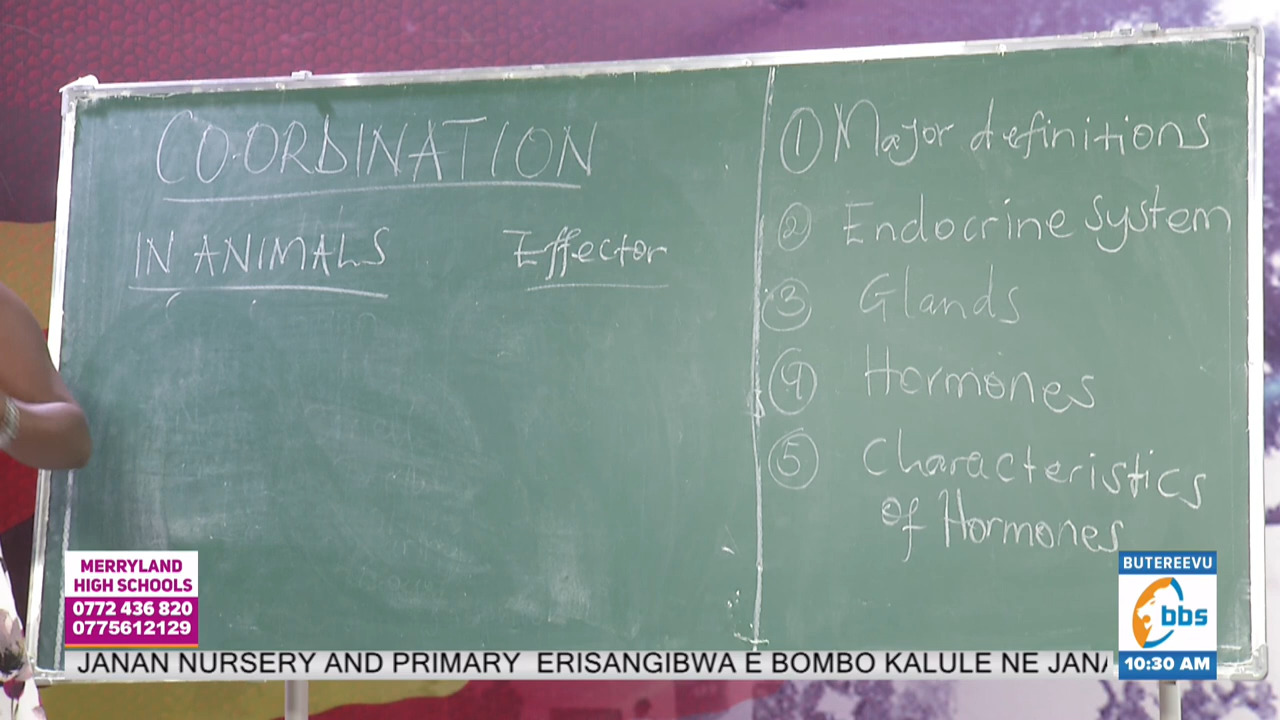 CO-ORDINATION
IN ANIMALS
Effector
① Major definitions
② Endocrine system
③ Glands
④ Hormones
⑤ Characteristics
of Hormones
MERRYLAND
HIGH SCHOOLS
0772 436 820
0775612129
BUTEREEVU
bbs
10:30 AM
JANAN NURSERY AND PRIMARY ERISANGIBWA E BOMBO KALULE NE JANA